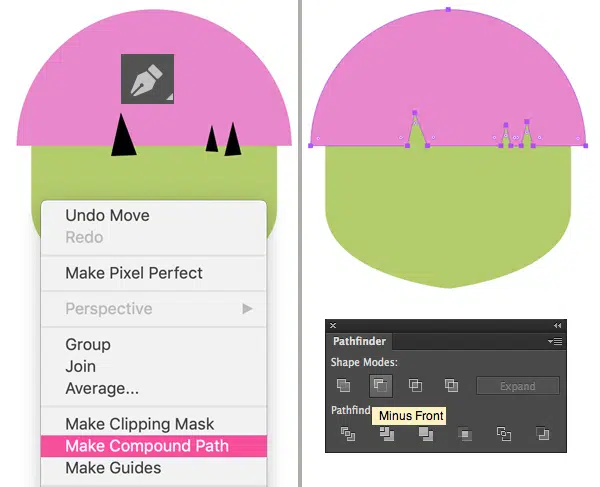 Undo Move
Redo
Make Pixel Perfect
Perspective
Group
Join
Average...
Make Clipping Mask
Make Compound Path
Make Guides
Pathfinder
Shape Modes:
Expand
Pathfind
Minus Front